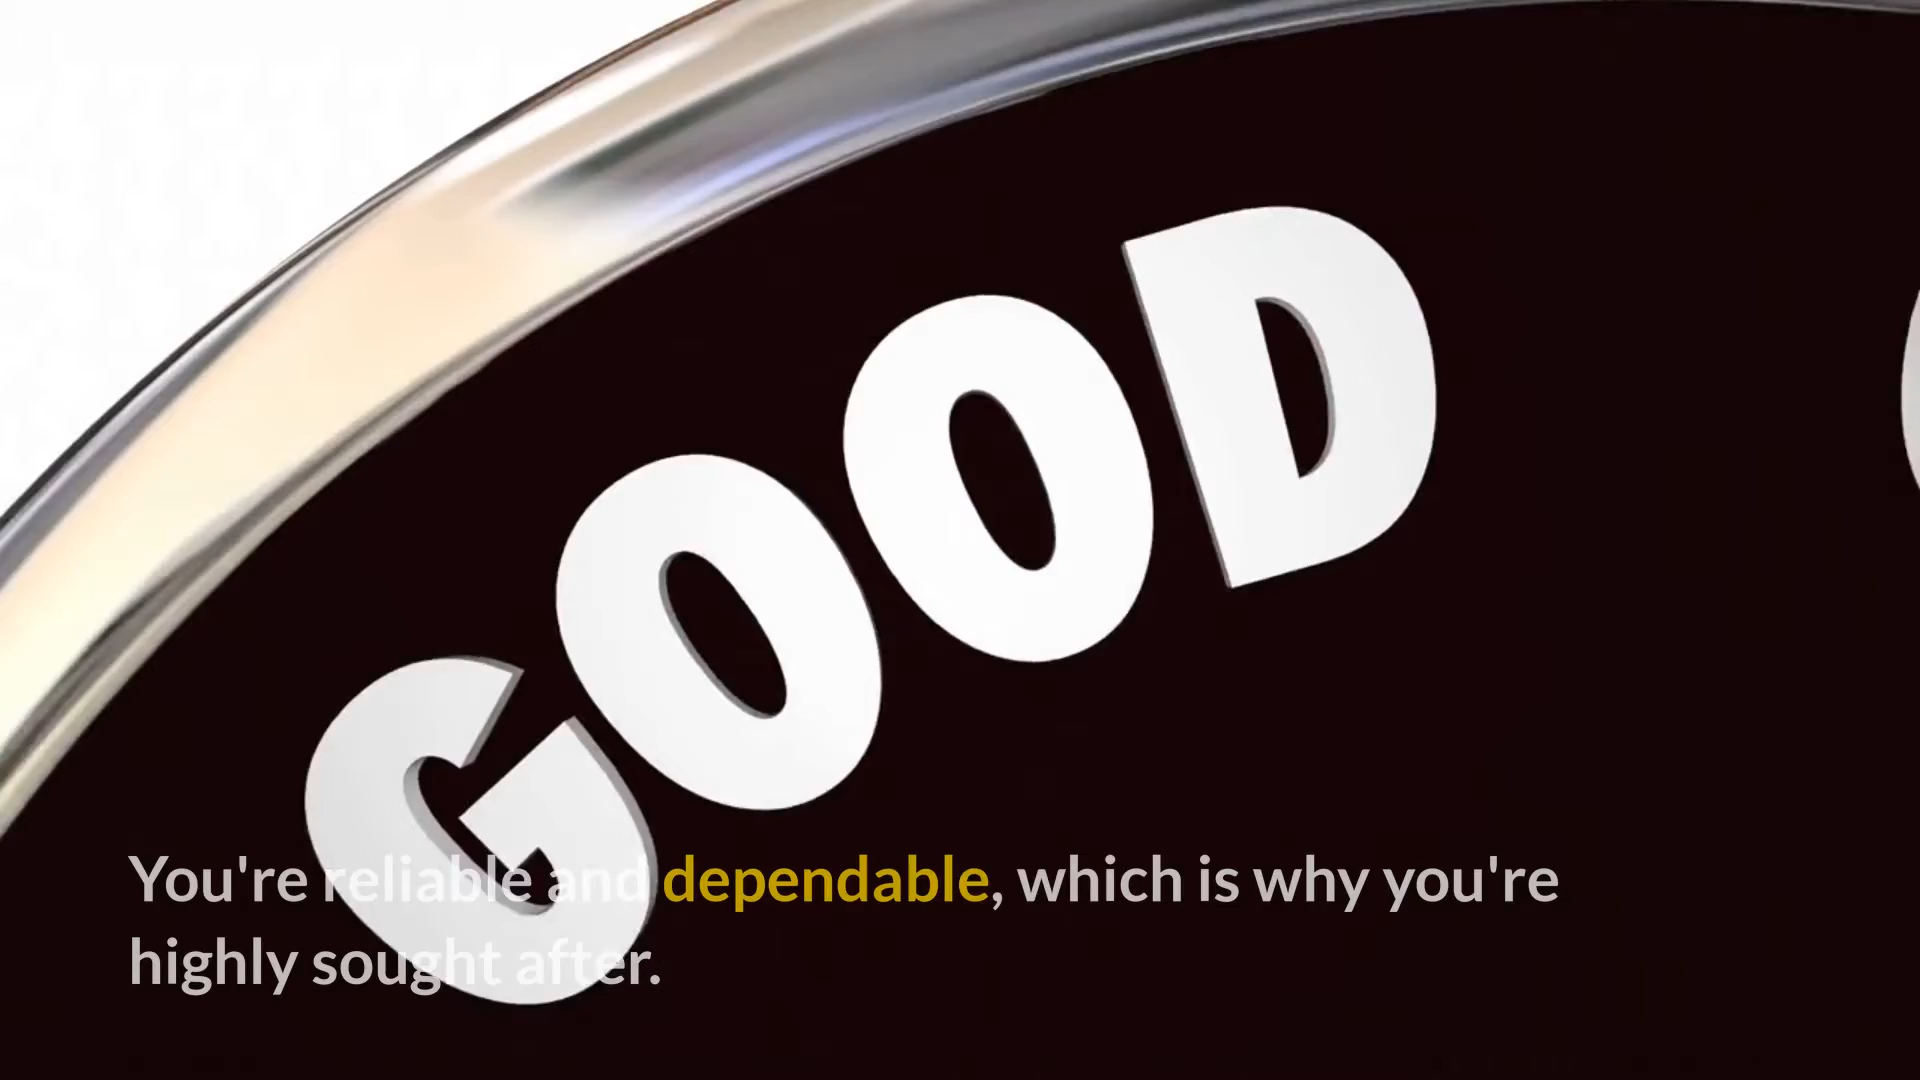 GOOD
You're reliable and dependable, which is why you're
highly sought after.